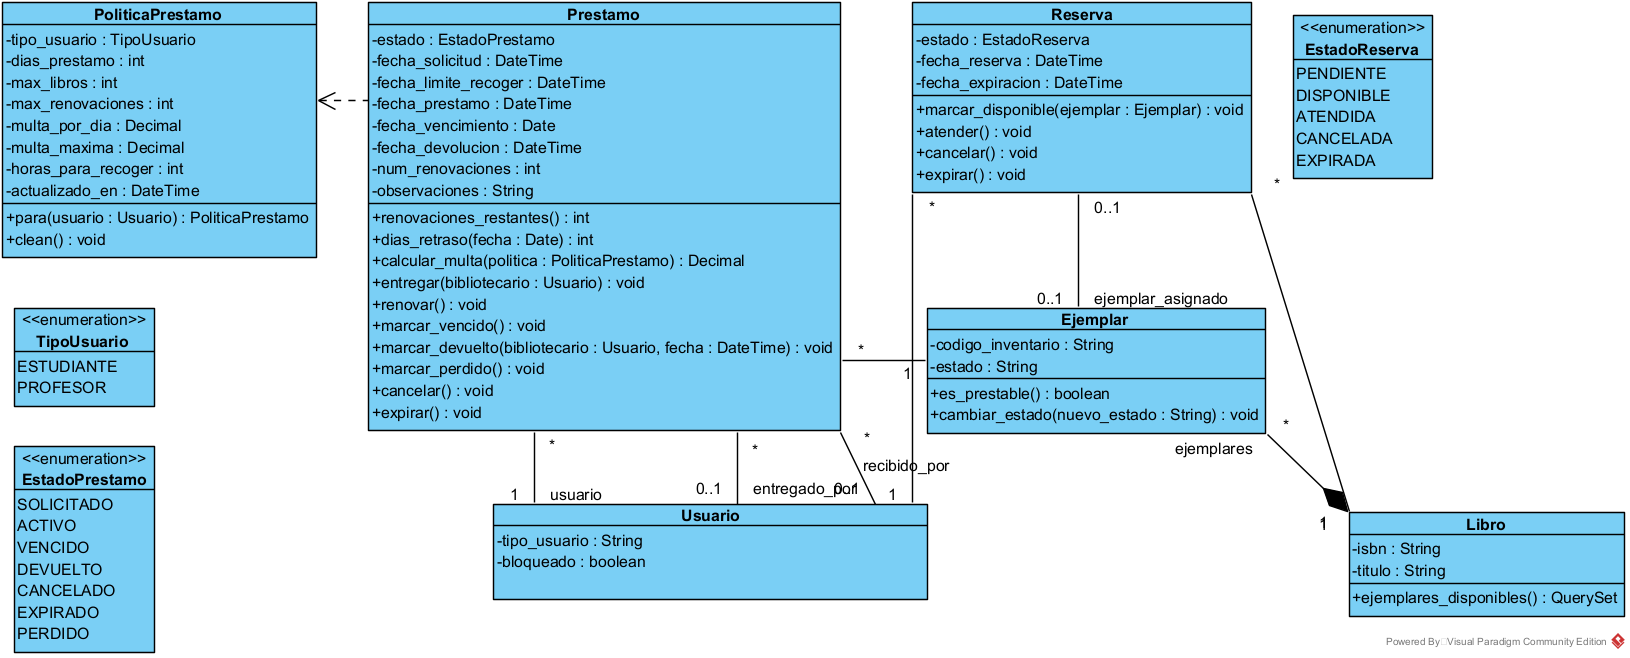 PoliticaPrestamo
-tipo_usuario : TipoUsuario
-dias_prestamo : int
-max_libros : int
-max_renovaciones : int
-multa_por_dia : Decimal
-multa_maxima : Decimal
-horas_para_recoger : int
-actualizado_en : DateTime
+para(usuario : Usuario) : PoliticaPrestamo
+clean() : void
Prestamo
-estado : EstadoPrestamo
-fecha_solicitud : DateTime
-fecha_limite_recoger : DateTime
-fecha_prestamo : DateTime
-fecha_vencimiento : Date
-fecha_devolucion : DateTime
-num_renovaciones : int
-observaciones : String
+renovaciones_restantes() : int
+dias_retraso(fecha : Date) : int
+calcular_multa(politica : PoliticaPrestamo) : Decimal
+entregar(bibliotecario : Usuario) : void
+renovar() : void
+marcar_vencido() : void
+marcar_devuelto(bibliotecario : Usuario, fecha : DateTime) : void
+marcar_perdido() : void
+cancelar() : void
+expirar() : void
Reserva
-estado : EstadoReserva
-fecha_reserva : DateTime
-fecha_expiracion : DateTime
+marcar_disponible(ejemplar : Ejemplar) : void
+atender() : void
+cancelar() : void
+expirar() : void
<<enumeration>>
EstadoReserva
PENDIENTE
DISPONIBLE
ATENDIDA
CANCELADA
EXPIRADA
*
*
0..1
0..1
ejemplar_asignado
<<enumeration>>
TipoUsuario
ESTUDIANTE
PROFESOR
Ejemplar
-codigo_inventario : String
-estado : String
+es_prestable() : boolean
+cambiar_estado(nuevo_estado : String) : void
*
1
<<enumeration>>
EstadoPrestamo
SOLICITADO
ACTIVO
VENCIDO
DEVUELTO
CANCELADO
EXPIRADO
PERDIDO
*
*
*
recibido_por
1
usuario
0..1
entregado_por
0..1
1
*
ejemplares
1
1
Usuario
-tipo_usuario : String
-bloqueado : boolean
Libro
-isbn : String
-titulo : String
+ejemplares_disponibles() : QuerySet
Powered By Visual Paradigm Community Edition